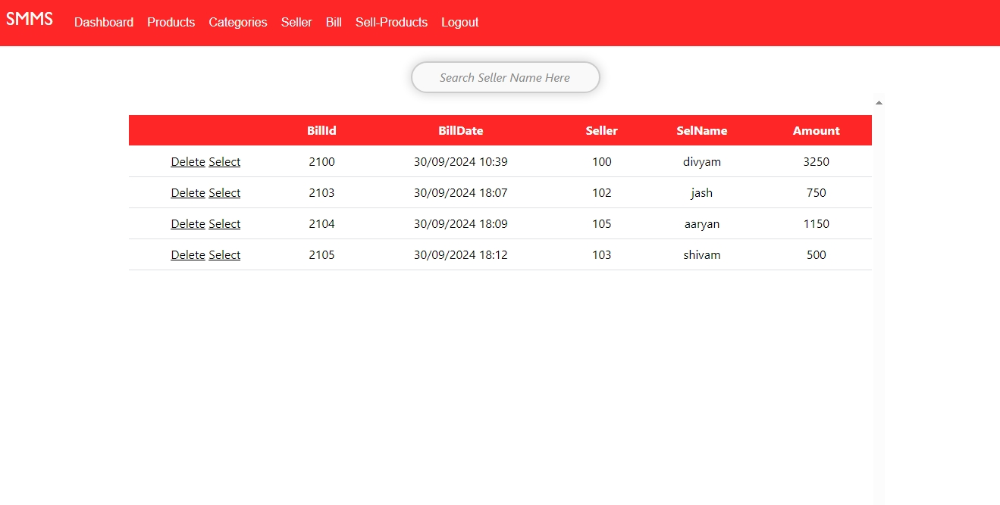 SMMS Dashboard Products Categories Seller Bill Sell-Products Logout
Search Seller Name Here
BillId BillDate Seller SelName Amount
Delete Select 2100 30/09/2024 10:39 100 divyam 3250
Delete Select 2103 30/09/2024 18:07 102 jash 750
Delete Select 2104 30/09/2024 18:09 105 aaryan 1150
Delete Select 2105 30/09/2024 18:12 103 shivam 500